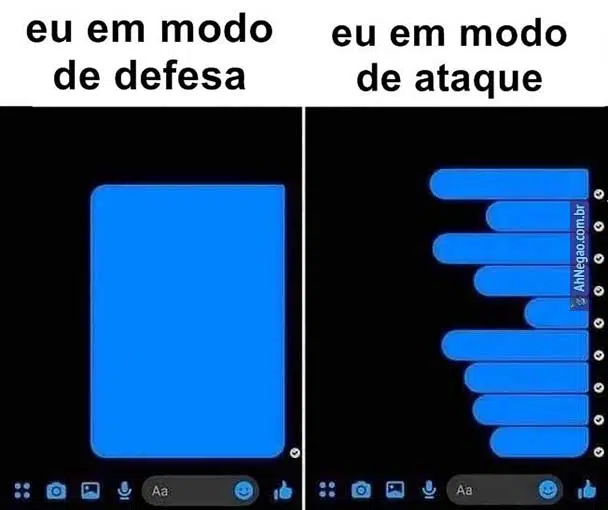 eu em modo
de defesa
eu em modo
de ataque
AhNegao.com.br
Aa
Aa